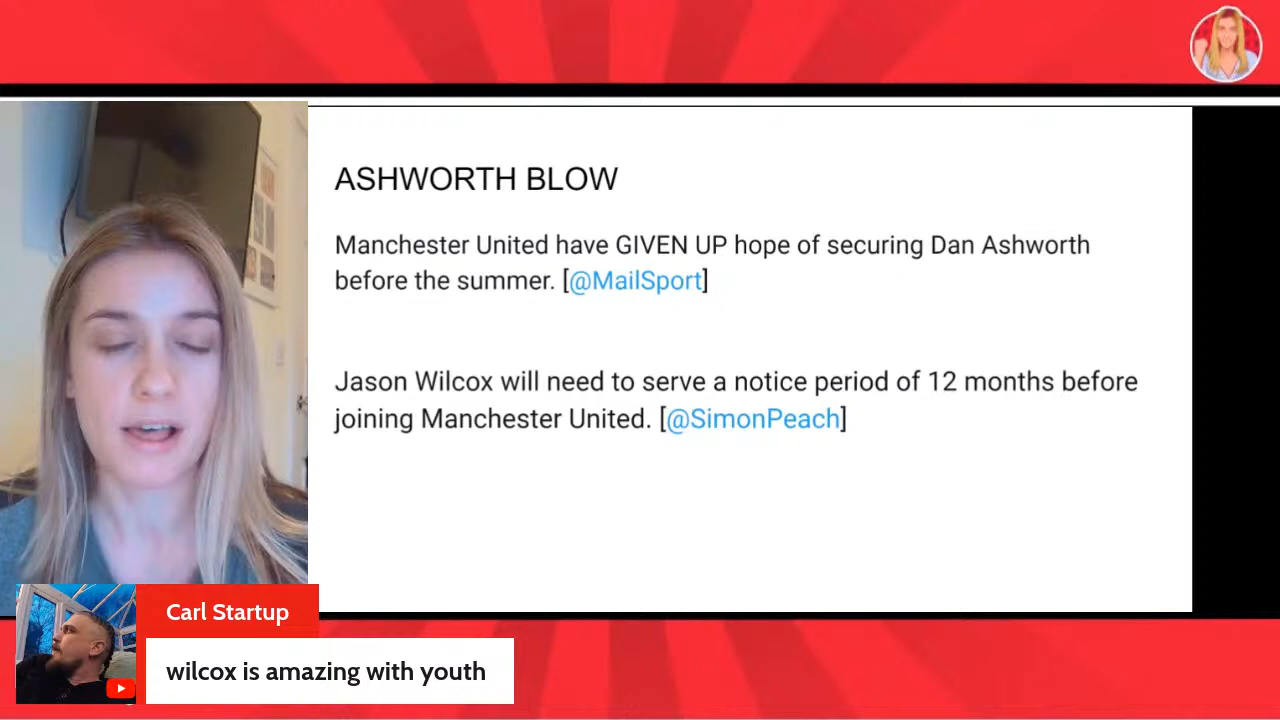 ASHWORTH BLOW
Manchester United have GIVEN UP hope of securing Dan Ashworth
before the summer. [@MailSport]
Jason Wilcox will need to serve a notice period of 12 months before
joining Manchester United. [@SimonPeach]
Carl Startup
wilcox is amazing with youth